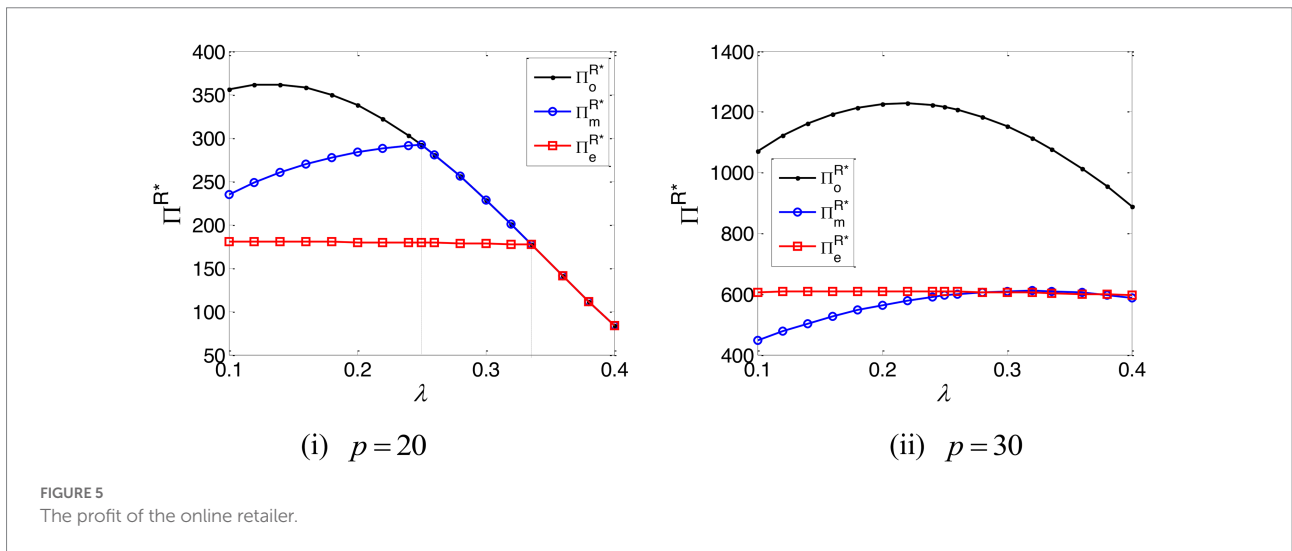 400
350
300
250
200
150
100
50
0.1
0.2
0.3
0.4
Π^R*
λ
Π_o^R*
Π_m^R*
Π_e^R*
(i) p = 20
1400
1200
1000
800
600
400
0.1
0.2
0.3
0.4
Π^R*
λ
Π_o^R*
Π_m^R*
Π_e^R*
(ii) p = 30
FIGURE 5
The profit of the online retailer.